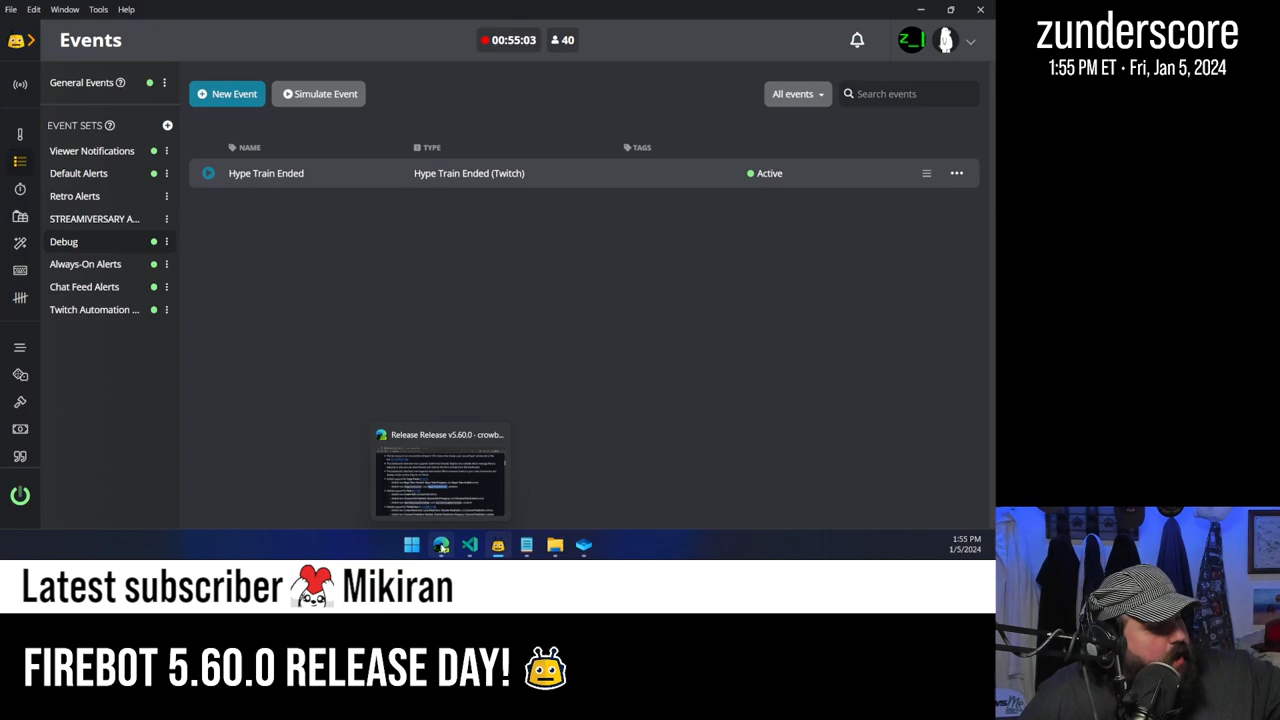 File Edit Window Tools Help
Events
00:55:03
40
z_
General Events
New Event
Simulate Event
All events
Search events
EVENT SETS
Viewer Notifications
Default Alerts
Retro Alerts
STREAMIVERSARY A...
Debug
Always-On Alerts
Chat Feed Alerts
Twitch Automation ...
NAME TYPE TAGS
Hype Train Ended Hype Train Ended (Twitch) Active
Release Release v5.60.0 - crowb...
1:55 PM
1/5/2024
zunderscore
1:55 PM ET • Fri, Jan 5, 2024
Latest subscriber Mikiran
FIREBOT 5.60.0 RELEASE DAY!